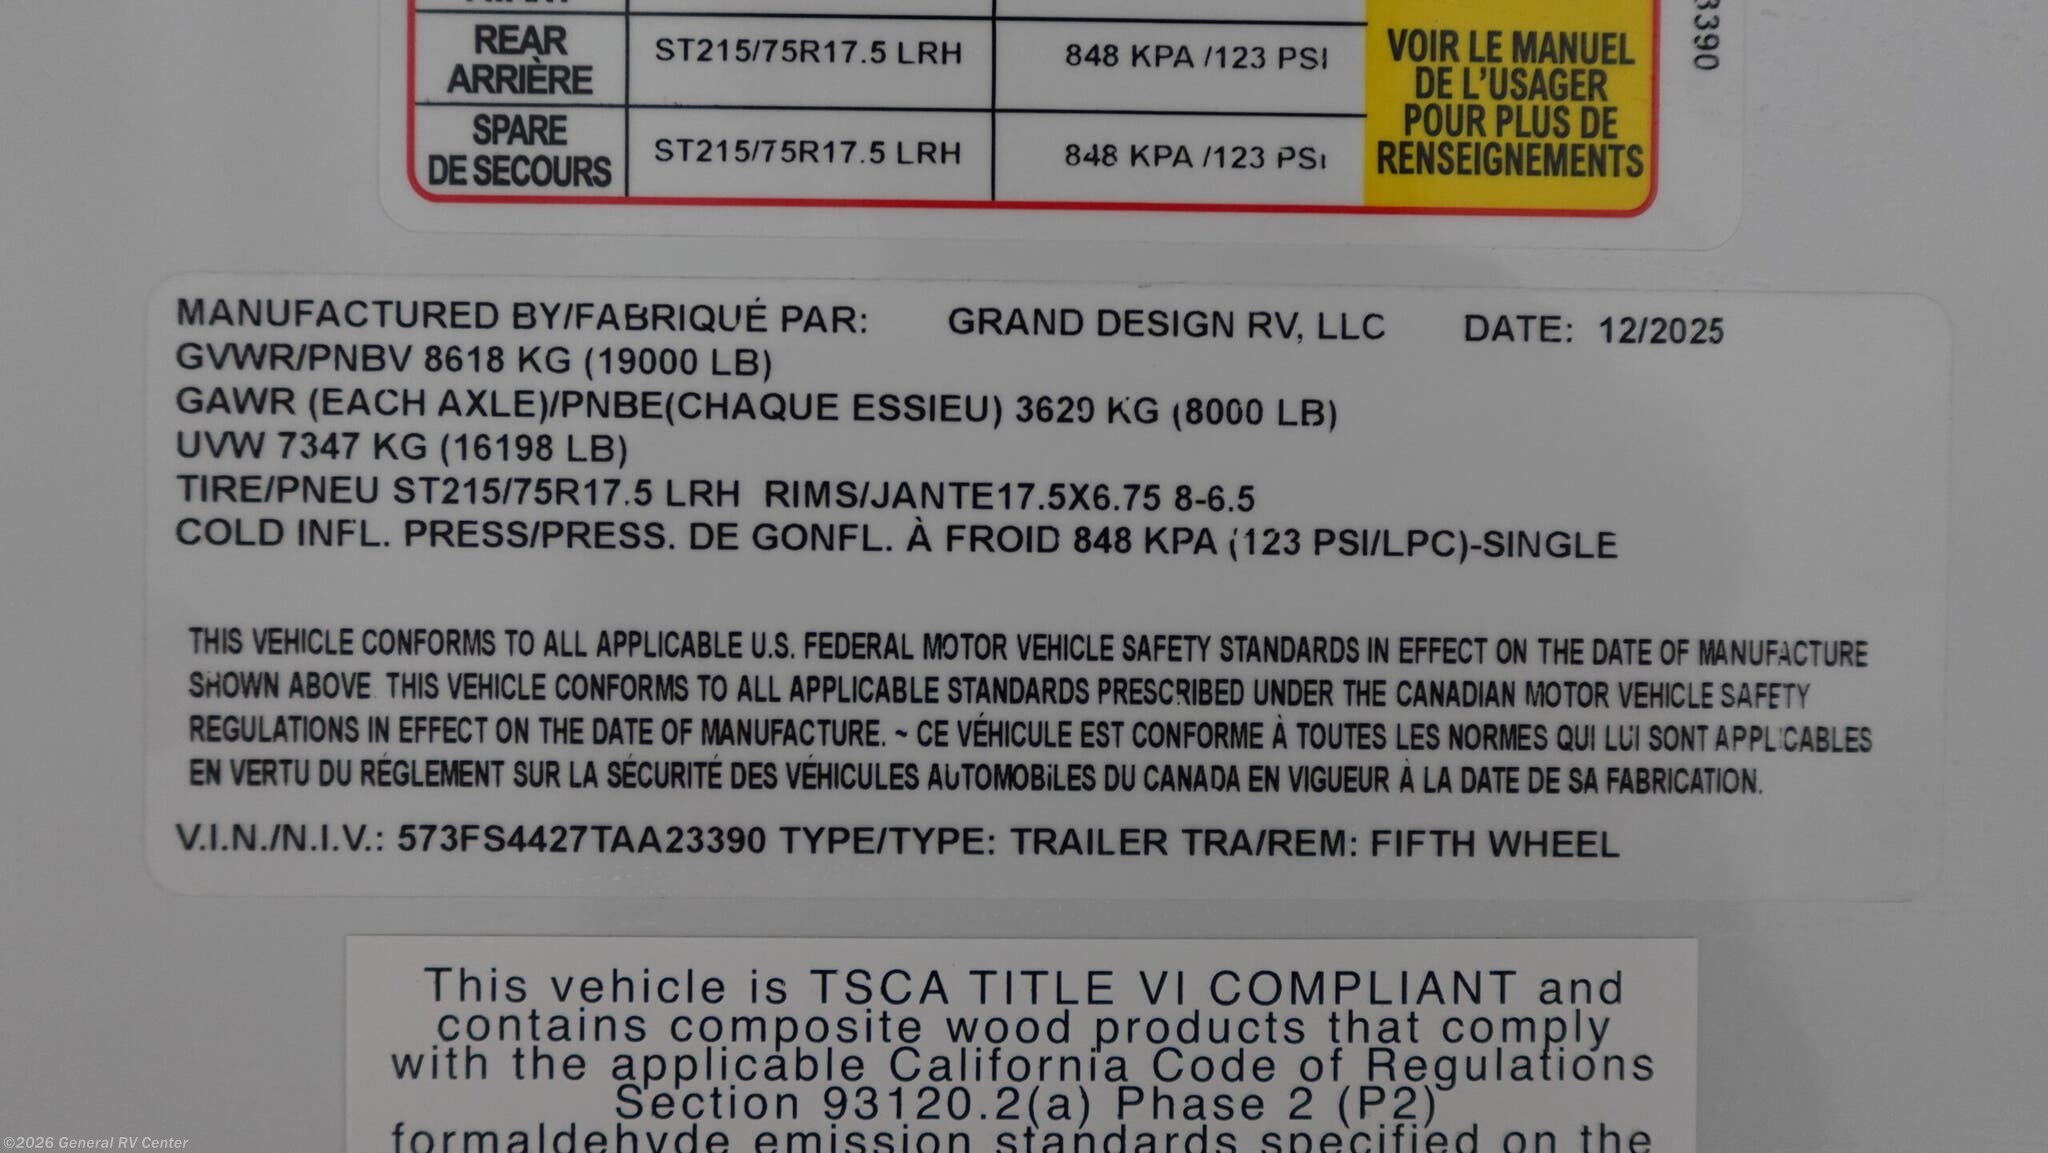 REAR
ARRIÈRE
ST215/75R17.5 LRH
848 KPA /123 PSI
SPARE
DE SECOURS
ST215/75R17.5 LRH
848 KPA /123 PSI
VOIR LE MANUEL
DE L'USAGER
POUR PLUS DE
RENSEIGNEMENTS
3390
MANUFACTURED BY/FABRIQUÉ PAR: GRAND DESIGN RV, LLC DATE: 12/2025
GVWR/PNBV 8618 KG (19000 LB)
GAWR (EACH AXLE)/PNBE(CHAQUE ESSIEU) 3629 KG (8000 LB)
UVW 7347 KG (16198 LB)
TIRE/PNEU ST215/75R17.5 LRH RIMS/JANTE17.5X6.75 8-6.5
COLD INFL. PRESS/PRESS. DE GONFL. À FROID 848 KPA (123 PSI/LPC)-SINGLE
THIS VEHICLE CONFORMS TO ALL APPLICABLE U.S. FEDERAL MOTOR VEHICLE SAFETY STANDARDS IN EFFECT ON THE DATE OF MANUFACTURE
SHOWN ABOVE. THIS VEHICLE CONFORMS TO ALL APPLICABLE STANDARDS PRESCRIBED UNDER THE CANADIAN MOTOR VEHICLE SAFETY
REGULATIONS IN EFFECT ON THE DATE OF MANUFACTURE. ~ CE VÉHICULE EST CONFORME À TOUTES LES NORMES QUI LUI SONT APPLICABLES
EN VERTU DU RÉGLEMENT SUR LA SÉCURITÉ DES VÉHICULES AUTOMOBILES DU CANADA EN VIGUEUR À LA DATE DE SA FABRICATION.
V.I.N./N.I.V.: 573FS4427TAA23390 TYPE/TYPE: TRAILER TRA/REM: FIFTH WHEEL
This vehicle is TSCA TITLE VI COMPLIANT and
contains composite wood products that comply
with the applicable California Code of Regulations
Section 93120.2(a) Phase 2 (P2)
formaldehyde emission standards specified on the
©2026 General RV Center